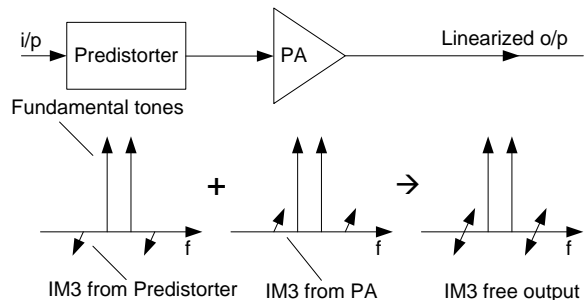 i/p
Predistorter
PA
Linearized o/p
Fundamental tones
+
→
f
f
f
IM3 from Predistorter
IM3 from PA
IM3 free output